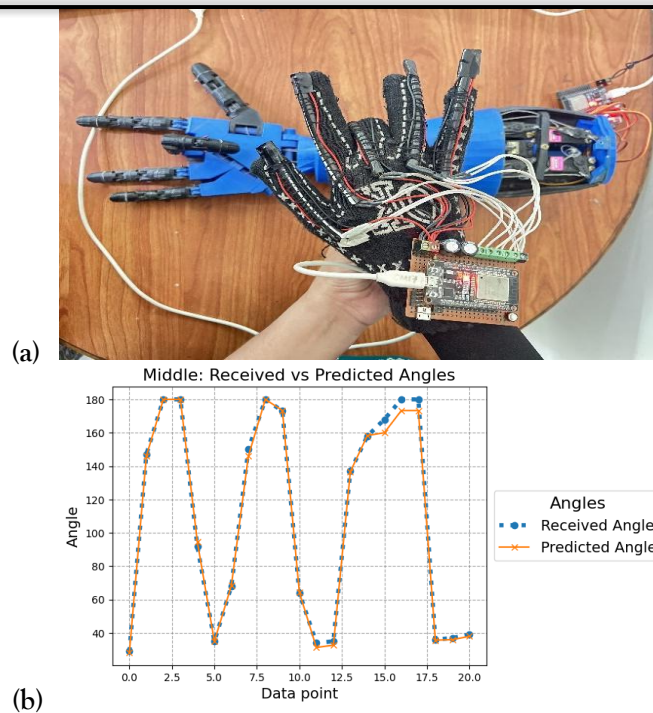 (a)
Middle: Received vs Predicted Angles
180
160
140
120
100
80
60
40
Angle
0.0 2.5 5.0 7.5 10.0 12.5 15.0 17.5 20.0
Data point
Angles
Received Angle
Predicted Angle
(b)